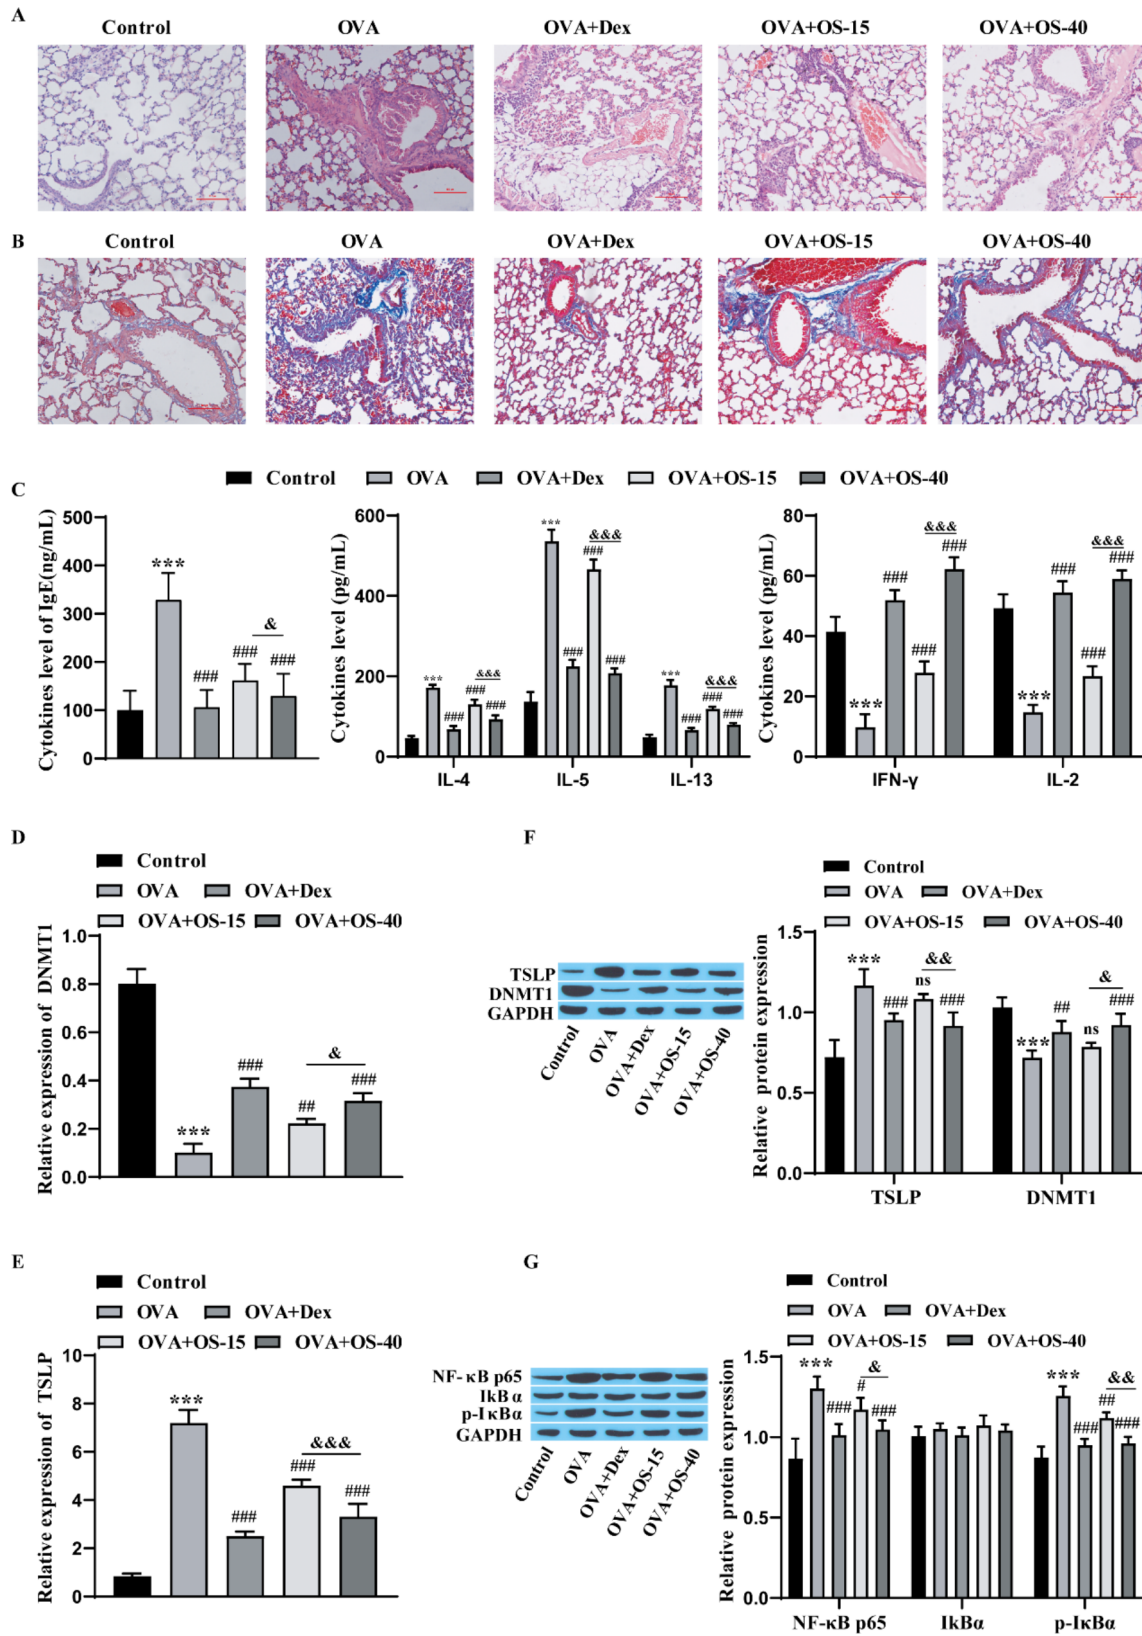 A
Control OVA OVA+Dex OVA+OS-15 OVA+OS-40
B
Control OVA OVA+Dex OVA+OS-15 OVA+OS-40
C
Control OVA OVA+Dex OVA+OS-15 OVA+OS-40
Cytokines level of IgE(ng/mL)
500
400
300
200
100
0
*** ### ### & ###
Cytokines level (pg/mL)
600
400
200
0
*** ### ### &&& ###
*** ### ### &&& ###
*** ### ### &&& ###
IL-4 IL-5 IL-13
Cytokines level (pg/mL)
80
60
40
20
0
*** ### ### &&& ###
*** ### ### &&& ###
IFN-γ IL-2
D
Control
OVA OVA+Dex
OVA+OS-15 OVA+OS-40
Relative expression of DNMT1
1.0
0.8
0.6
0.4
0.2
0.0
*** ### ## & ###
F
TSLP
DNMT1
GAPDH
Control OVA OVA+Dex OVA+OS-15 OVA+OS-40
Control
OVA OVA+Dex
OVA+OS-15 OVA+OS-40
Relative protein expression
1.5
1.0
0.5
0.0
*** ### ns && ###
*** ## ns & ###
TSLP DNMT1
E
Control
OVA OVA+Dex
OVA+OS-15 OVA+OS-40
Relative expression of TSLP
10
8
6
4
2
0
*** ### ### &&& ###
G
NF-κB p65
IkBα
p-IκBα
GAPDH
Control OVA OVA+Dex OVA+OS-15 OVA+OS-40
Control
OVA OVA+Dex
OVA+OS-15 OVA+OS-40
Relative protein expression
1.5
1.0
0.5
0.0
*** ### # & ###
*** ### ## && ###
NF-κB p65 IkBα p-IκBα